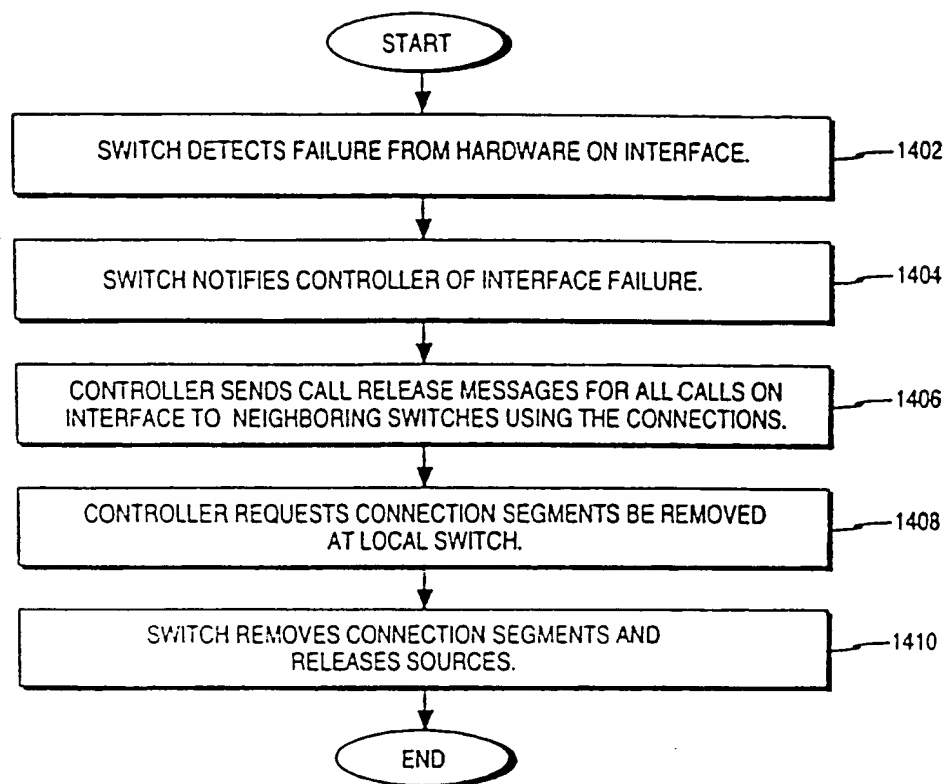 START
SWITCH DETECTS FAILURE FROM HARDWARE ON INTERFACE.
1402
SWITCH NOTIFIES CONTROLLER OF INTERFACE FAILURE.
1404
CONTROLLER SENDS CALL RELEASE MESSAGES FOR ALL CALLS ON
INTERFACE TO NEIGHBORING SWITCHES USING THE CONNECTIONS.
1406
CONTROLLER REQUESTS CONNECTION SEGMENTS BE REMOVED
AT LOCAL SWITCH.
1408
SWITCH REMOVES CONNECTION SEGMENTS AND
RELEASES SOURCES.
1410
END